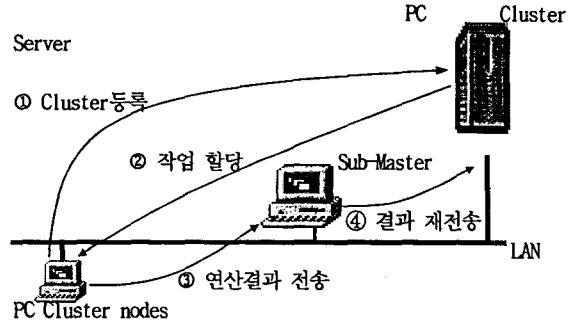 PC Cluster
Server
① Cluster등록
② 작업 할당
Sub-Master
④ 결과 재전송
LAN
③ 연산결과 전송
PC Cluster nodes